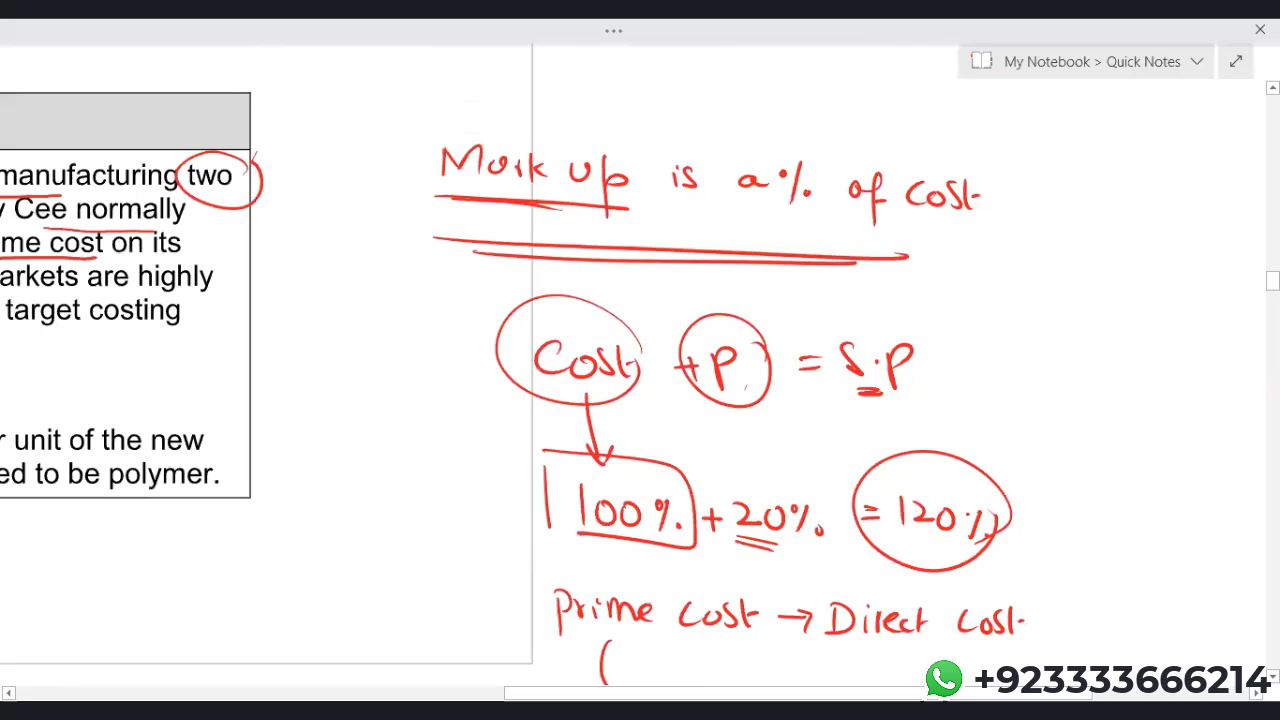 My Notebook > Quick Notes
manufacturing two
y Cee normally
me cost on its
arkets are highly
target costing
r unit of the new
ed to be polymer.
Mark up is a % of cost
Cost + P = S.P
100% + 20% = 120%
Prime cost → Direct cost
(
+923333666214